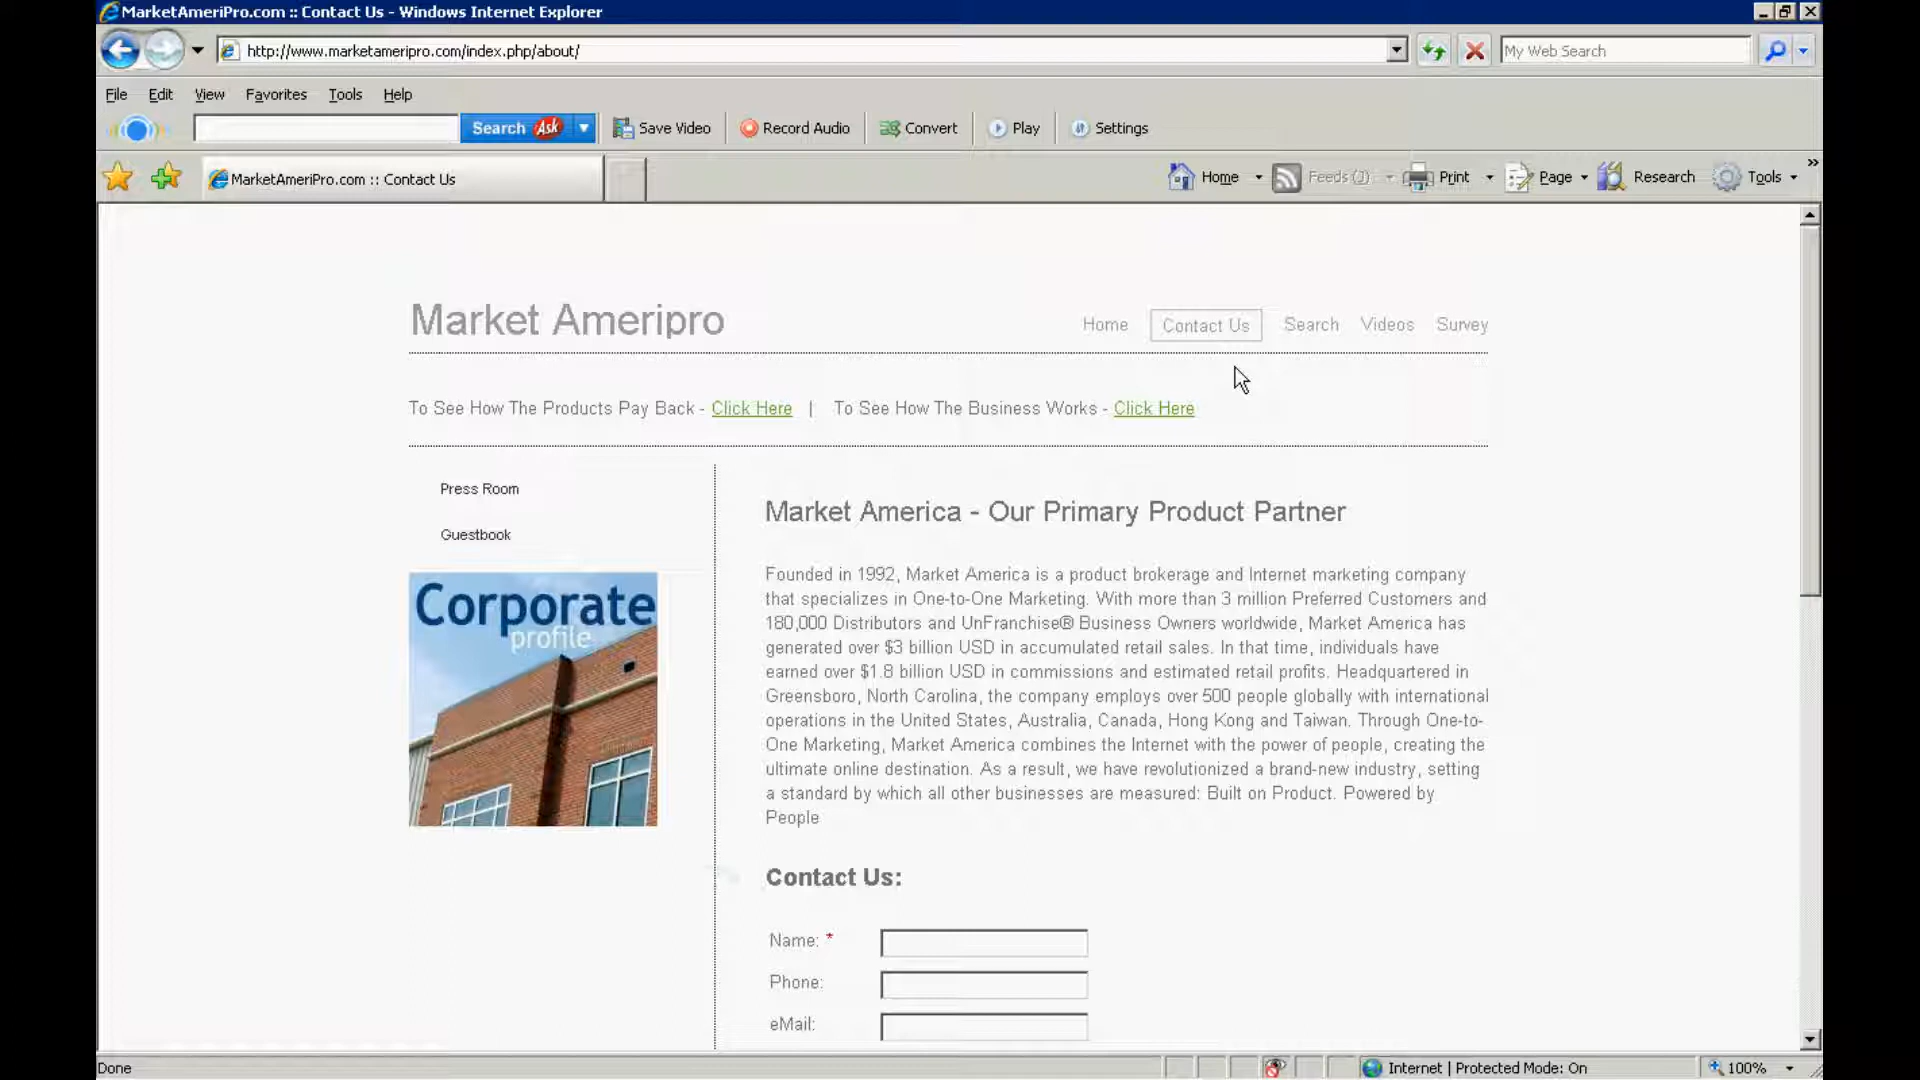 MarketAmeriPro.com :: Contact Us - Windows Internet Explorer
http://www.marketameripro.com/index.php/about/
My Web Search
File Edit View Favorites Tools Help
Search Ask Save Video Record Audio Convert Play Settings
MarketAmeriPro.com :: Contact Us
Home Feeds (J) Print Page Research Tools »
Market Ameripro
Home Contact Us Search Videos Survey
To See How The Products Pay Back - Click Here | To See How The Business Works - Click Here
Press Room
Guestbook
Corporate
profile
Market America - Our Primary Product Partner
Founded in 1992, Market America is a product brokerage and Internet marketing company
that specializes in One-to-One Marketing. With more than 3 million Preferred Customers and
180,000 Distributors and UnFranchise® Business Owners worldwide, Market America has
generated over $3 billion USD in accumulated retail sales. In that time, individuals have
earned over $1.8 billion USD in commissions and estimated retail profits. Headquartered in
Greensboro, North Carolina, the company employs over 500 people globally with international
operations in the United States, Australia, Canada, Hong Kong and Taiwan. Through One-to-
One Marketing, Market America combines the Internet with the power of people, creating the
ultimate online destination. As a result, we have revolutionized a brand-new industry, setting
a standard by which all other businesses are measured: Built on Product. Powered by
People
Contact Us:
Name: *
Phone:
eMail:
Done
Internet | Protected Mode: On
100%